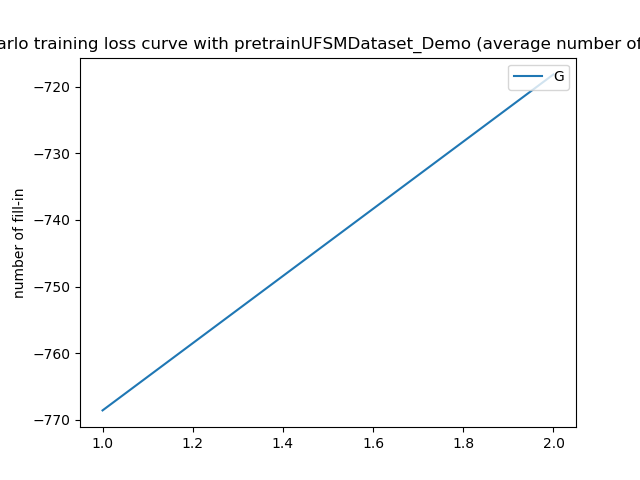 training loss curve with pretrainUFSMDataset_Demo (average number of
G
−720
−730
−740
−750
−760
−770
number of fill-in
1.0 1.2 1.4 1.6 1.8 2.0